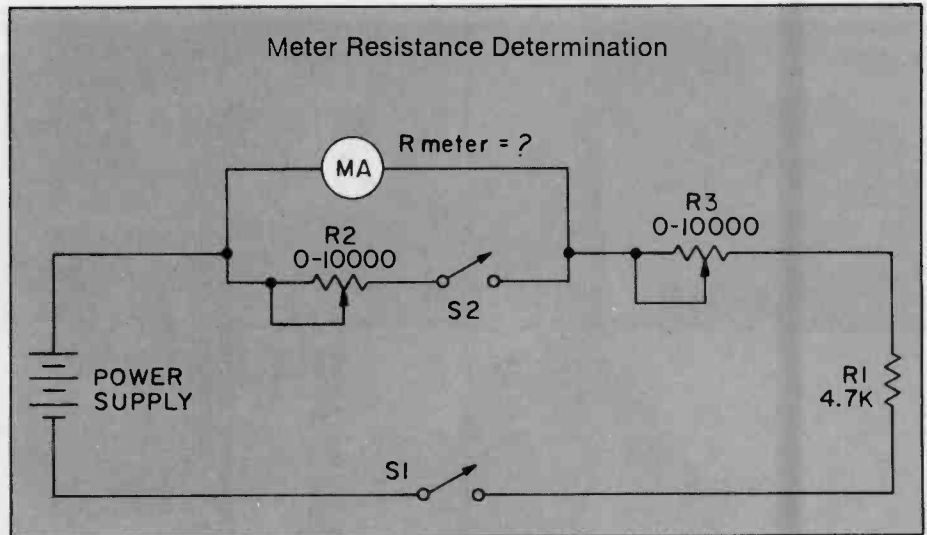 Meter Resistance Determination
R meter = ?
MA
R2
0-10000
S2
R3
0-10000
POWER
SUPPLY
R1
4.7K
S1